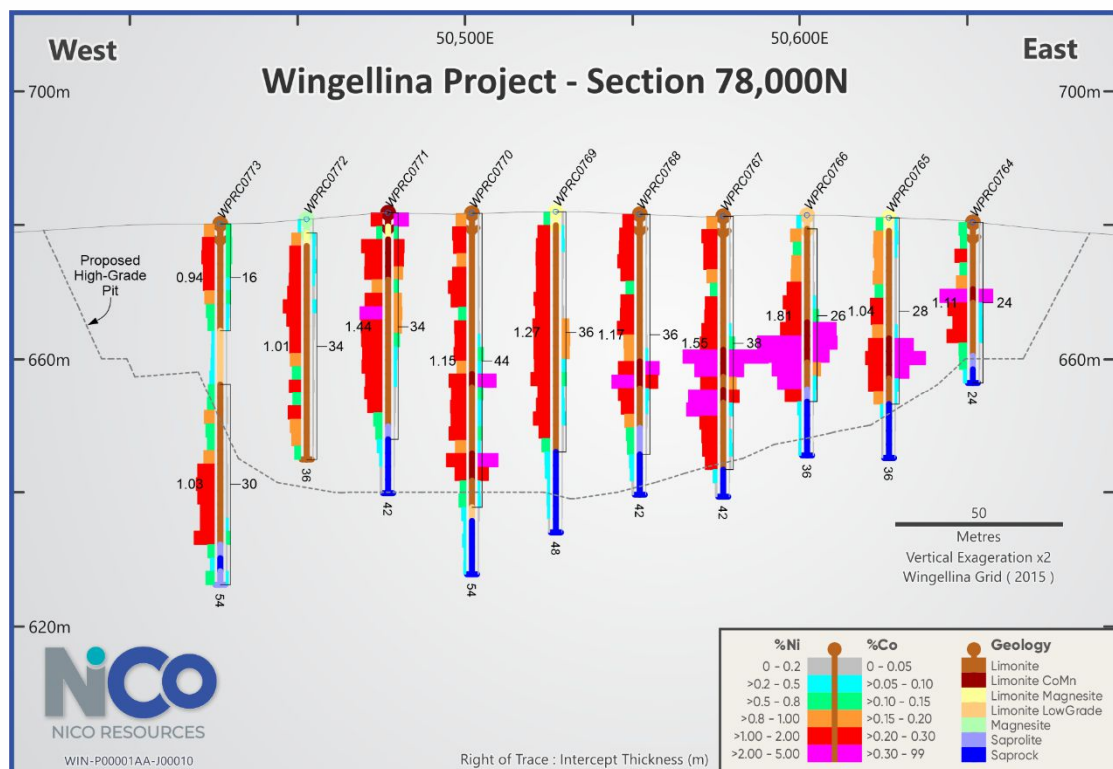 West
50,500E
50,600E
East
Wingellina Project - Section 78,000N
700m
700m
WPRC0773
WPRC0772
WPRC0771
WPRC0770
WPRC0769
WPRC0768
WPRC0767
WPRC0766
WPRC0765
WPRC0764
Proposed
High-Grade
Pit
0.94
16
1.01
34
1.44
34
1.15
44
1.27
36
1.17
36
1.55
38
1.81
26
1.04
28
1.11
24
660m
660m
1.03
30
54
36
42
54
48
42
42
36
36
24
50
Metres
Vertical Exageration x2
Wingellina Grid ( 2015 )
620m
NiCO
NICO RESOURCES
WIN-P00001AA-J00010
Right of Trace : Intercept Thickness (m)
%Ni %Co Geology
0 - 0.2 0 - 0.05 Limonite
>0.2 - 0.5 >0.05 - 0.10 Limonite CoMn
>0.5 - 0.8 >0.10 - 0.15 Limonite Magnesite
>0.8 - 1.00 >0.15 - 0.20 Limonite LowGrade
>1.00 - 2.00 >0.20 - 0.30 Magnesite
>2.00 - 5.00 >0.30 - 99 Saprolite
Saprock